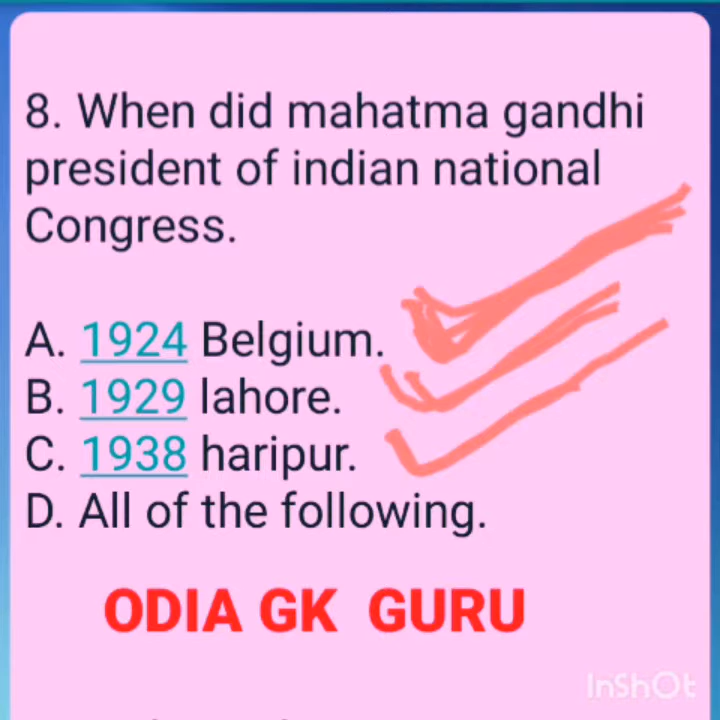 8. When did mahatma gandhi
president of indian national
Congress.
A. 1924 Belgium.
B. 1929 lahore.
C. 1938 haripur.
D. All of the following.
ODIA GK GURU
InShOt